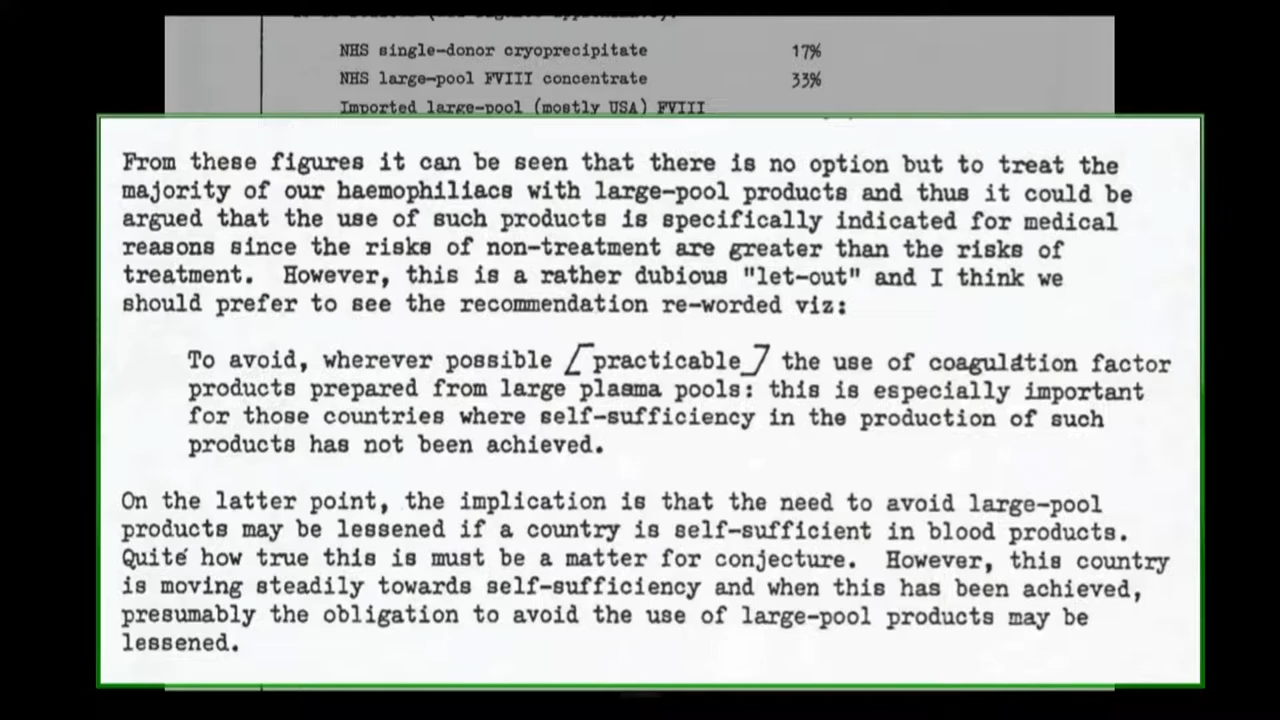 NHS single-donor cryoprecipitate 17%
NHS large-pool FVIII concentrate 33%
Imported large-pool (mostly USA) FVIII
From these figures it can be seen that there is no option but to treat the
majority of our haemophiliacs with large-pool products and thus it could be
argued that the use of such products is specifically indicated for medical
reasons since the risks of non-treatment are greater than the risks of
treatment. However, this is a rather dubious "let-out" and I think we
should prefer to see the recommendation re-worded viz:
To avoid, wherever possible [practicable] the use of coagulation factor
products prepared from large plasma pools: this is especially important
for those countries where self-sufficiency in the production of such
products has not been achieved.
On the latter point, the implication is that the need to avoid large-pool
products may be lessened if a country is self-sufficient in blood products.
Quite how true this is must be a matter for conjecture. However, this country
is moving steadily towards self-sufficiency and when this has been achieved,
presumably the obligation to avoid the use of large-pool products may be
lessened.